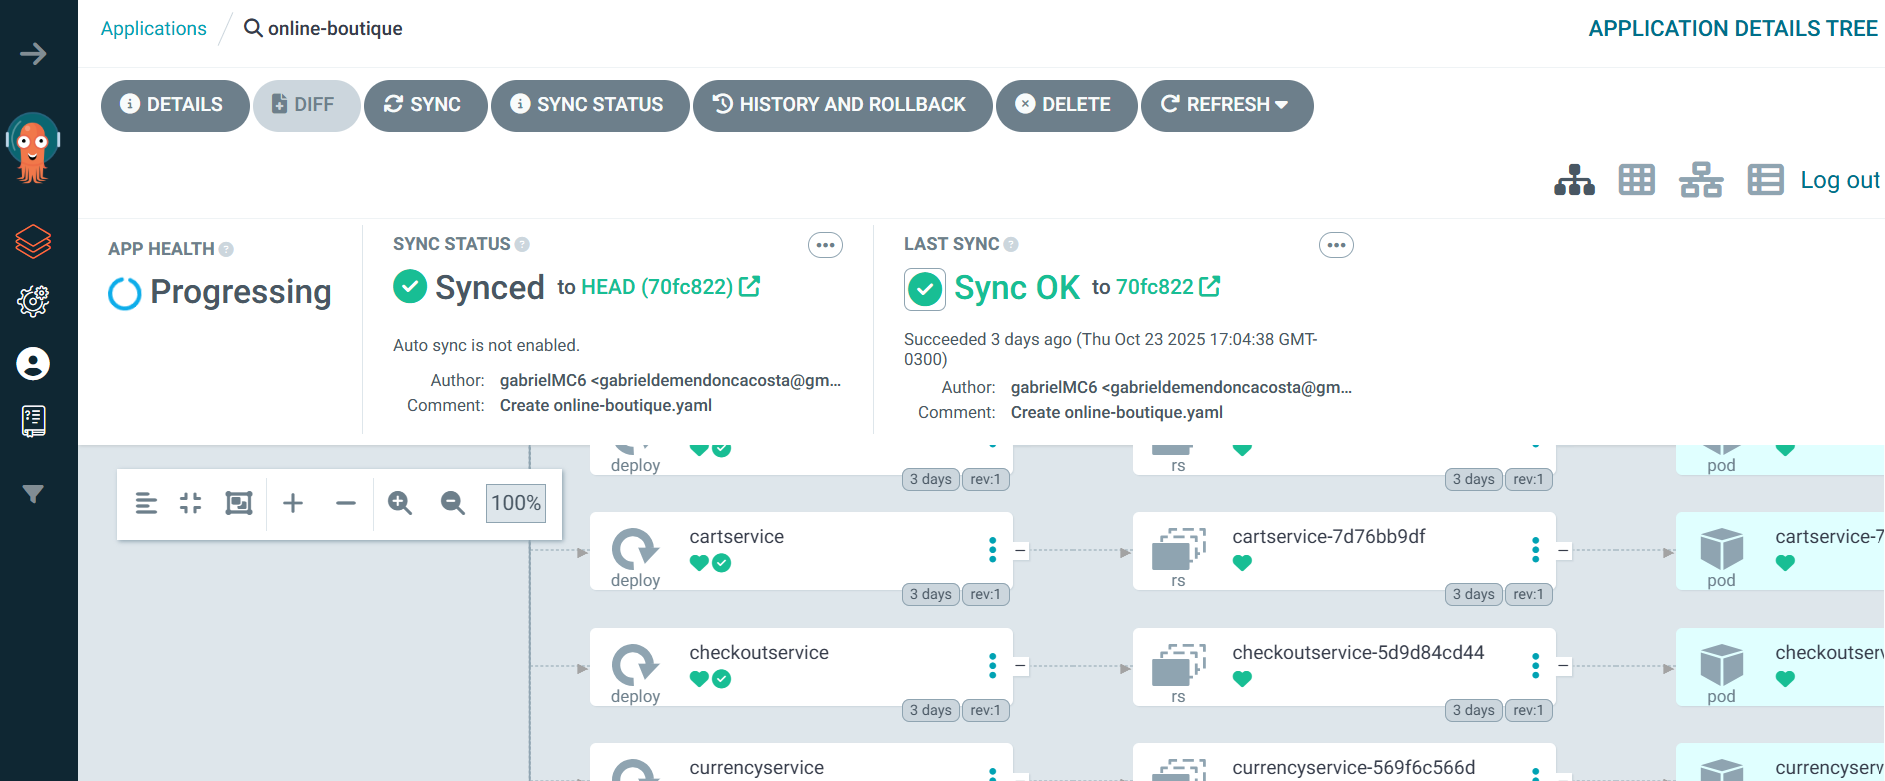 Applications
online-boutique
APPLICATION DETAILS TREE
DETAILS
DIFF
SYNC
SYNC STATUS
HISTORY AND ROLLBACK
DELETE
REFRESH
Log out
APP HEALTH
Progressing
SYNC STATUS
Synced to HEAD (70fc822)
Auto sync is not enabled.
Author: gabrielMC6 <gabrieldemendoncacosta@gm...
Comment: Create online-boutique.yaml
LAST SYNC
Sync OK to 70fc822
Succeeded 3 days ago (Thu Oct 23 2025 17:04:38 GMT-
0300)
Author: gabrielMC6 <gabrieldemendoncacosta@gm...
Comment: Create online-boutique.yaml
100%
deploy
3 days rev:1
rs
3 days rev:1
pod
cartservice
deploy
3 days rev:1
cartservice-7d76bb9df
rs
3 days rev:1
cartservice-7
pod
checkoutservice
deploy
3 days rev:1
checkoutservice-5d9d84cd44
rs
3 days rev:1
checkoutserv
pod
currencyservice
currencyservice-569f6c566d
currencyserv